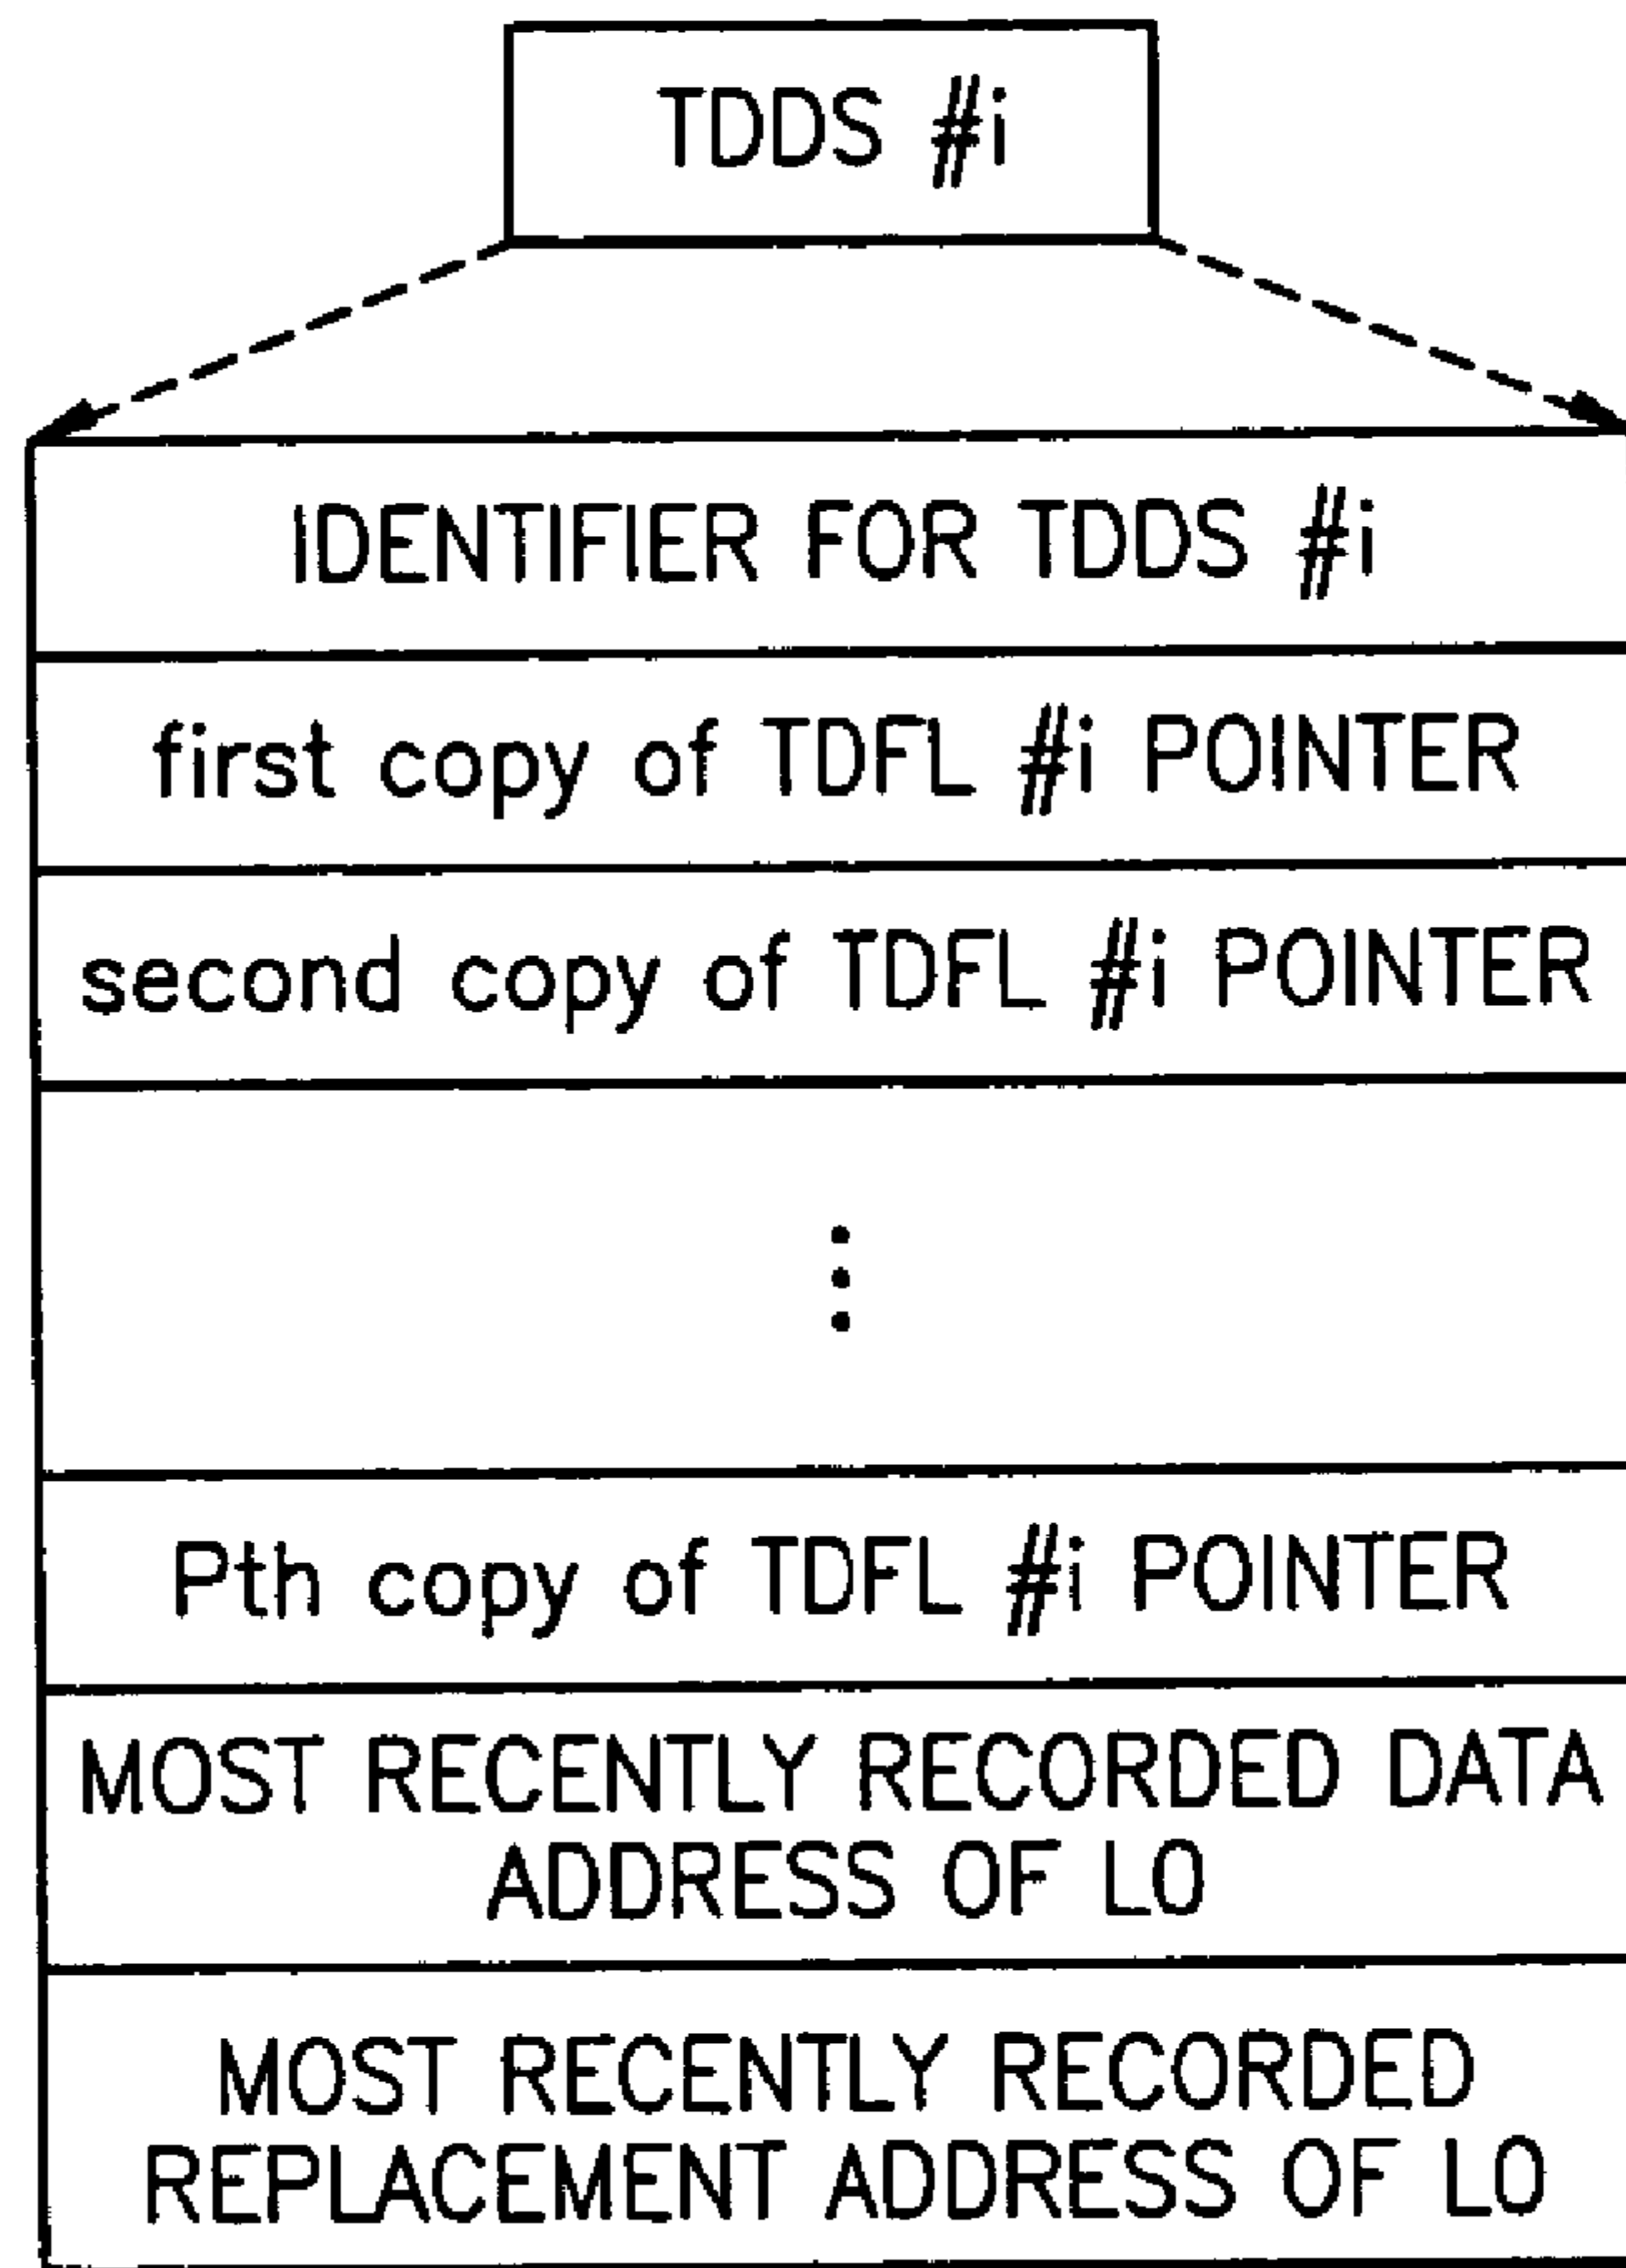 TDDS #i
IDENTIFIER FOR TDDS #i
first copy of TDFL #i POINTER
second copy of TDFL #i POINTER
⋮
Pth copy of TDFL #i POINTER
MOST RECENTLY RECORDED DATA
ADDRESS OF L0
MOST RECENTLY RECORDED
REPLACEMENT ADDRESS OF L0